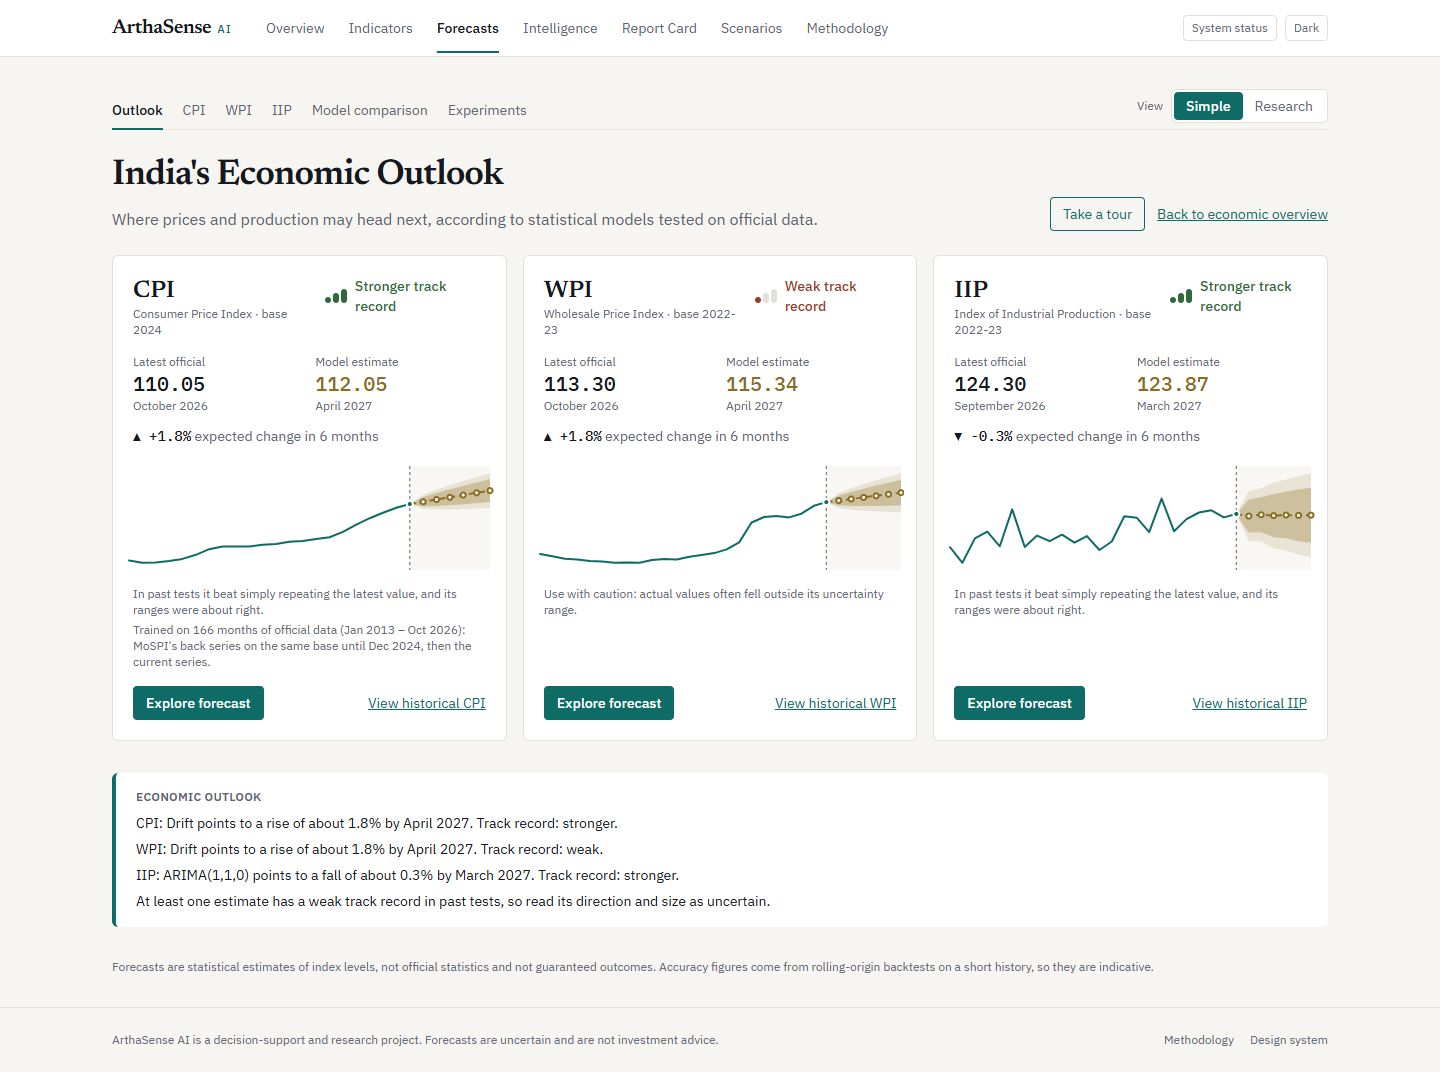 ArthaSense AI
Overview
Indicators
Forecasts
Intelligence
Report Card
Scenarios
Methodology
System status
Dark
Outlook
CPI
WPI
IIP
Model comparison
Experiments
View
Simple
Research
India's Economic Outlook
Where prices and production may head next, according to statistical models tested on official data.
Take a tour
Back to economic overview
CPI
Stronger track
record
Consumer Price Index · base
2024
Latest official
Model estimate
110.05
112.05
October 2026
April 2027
▲ +1.8% expected change in 6 months
In past tests it beat simply repeating the latest value, and its
ranges were about right.
Trained on 166 months of official data (Jan 2013 – Oct 2026):
MoSPI's back series on the same base until Dec 2024, then the
current series.
Explore forecast
View historical CPI
WPI
Weak track
record
Wholesale Price Index · base 2022-
23
Latest official
Model estimate
113.30
115.34
October 2026
April 2027
▲ +1.8% expected change in 6 months
Use with caution: actual values often fell outside its uncertainty
range.
Explore forecast
View historical WPI
IIP
Stronger track
record
Index of Industrial Production · base
2022-23
Latest official
Model estimate
124.30
123.87
September 2026
March 2027
▼ -0.3% expected change in 6 months
In past tests it beat simply repeating the latest value, and its
ranges were about right.
Explore forecast
View historical IIP
ECONOMIC OUTLOOK
CPI: Drift points to a rise of about 1.8% by April 2027. Track record: stronger.
WPI: Drift points to a rise of about 1.8% by April 2027. Track record: weak.
IIP: ARIMA(1,1,0) points to a fall of about 0.3% by March 2027. Track record: stronger.
At least one estimate has a weak track record in past tests, so read its direction and size as uncertain.
Forecasts are statistical estimates of index levels, not official statistics and not guaranteed outcomes. Accuracy figures come from rolling-origin backtests on a short history, so they are indicative.
ArthaSense AI is a decision-support and research project. Forecasts are uncertain and are not investment advice.
Methodology
Design system